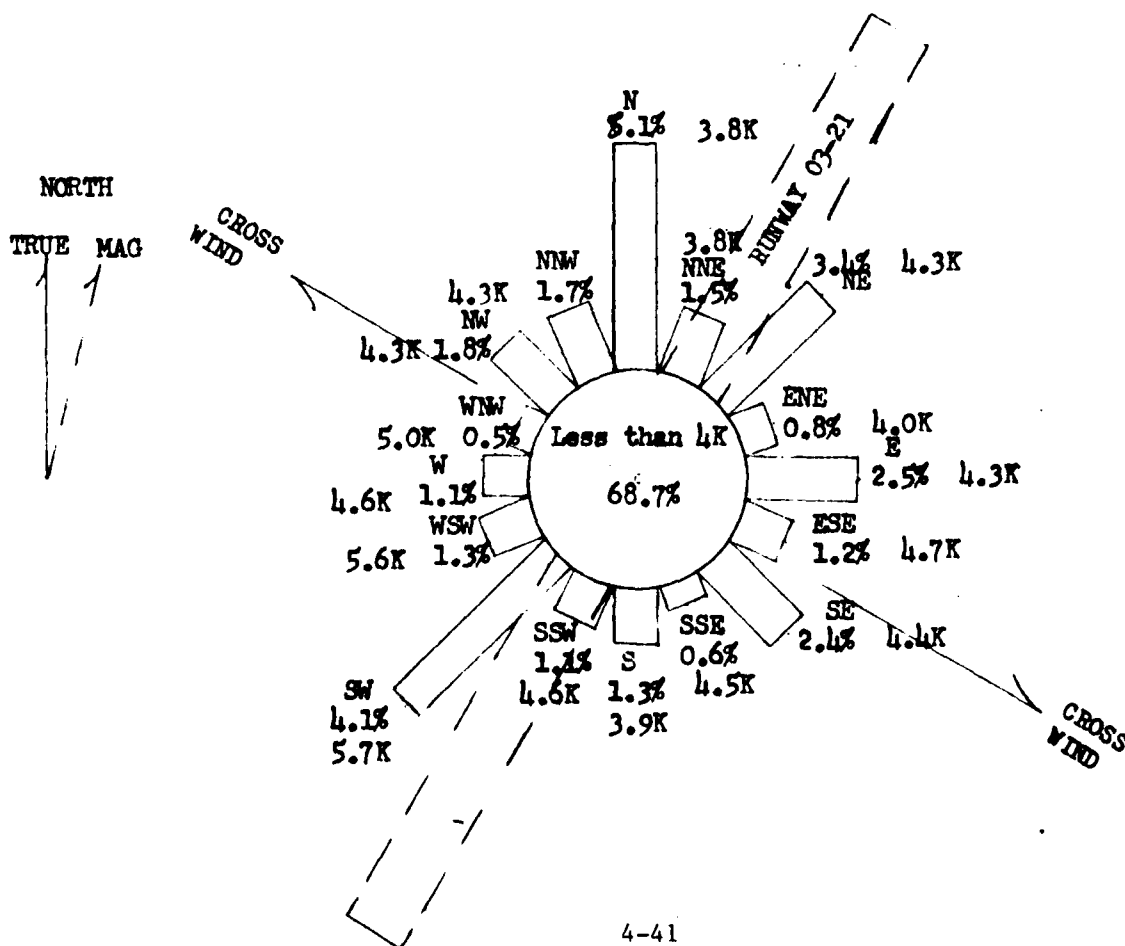 N
5.1% 3.8K
RUNWAY 03-21
NORTH
TRUE MAG
CROSS
WIND
3.8K
NNE
1.5%
3.4% 4.3K
NE
NNW
4.3K 1.7%
NW
4.3K 1.8%
ENE
0.8% 4.0K
WNW
5.0K 0.5%
Less than 4K
68.7%
E
2.5% 4.3K
W
4.6K 1.1%
WSW
5.6K 1.3%
ESE
1.2% 4.7K
SE
2.4% 4.4K
SSW
4.6K
S
1.3%
3.9K
SSE
0.6%
4.5K
SW
4.1%
5.7K
CROSS
WIND
4-41